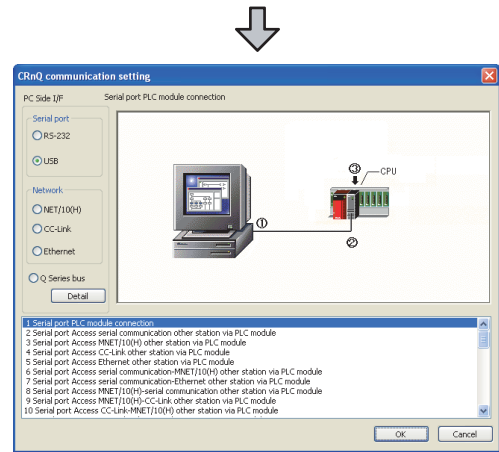 CRnQ communication setting
PC Side I/F Serial port PLC module connection
Serial port
RS-232
USB
Network
NET/10(H)
CC-Link
Ethernet
Q Series bus
Detail
③
CPU
①
②
1 Serial port PLC module connection
2 Serial port Access serial communication other station via PLC module
3 Serial port Access MNET/10(H) other station via PLC module
4 Serial port Access CC-Link other station via PLC module
5 Serial port Access Ethernet other station via PLC module
6 Serial port Access serial communication-MNET/10(H) other station via PLC module
7 Serial port Access serial communication-Ethernet other station via PLC module
8 Serial port Access MNET/10(H)-serial communication other station via PLC module
9 Serial port Access MNET/10(H)-CC-Link other station via PLC module
10 Serial port Access CC-Link-MNET/10(H) other station via PLC module
OK Cancel